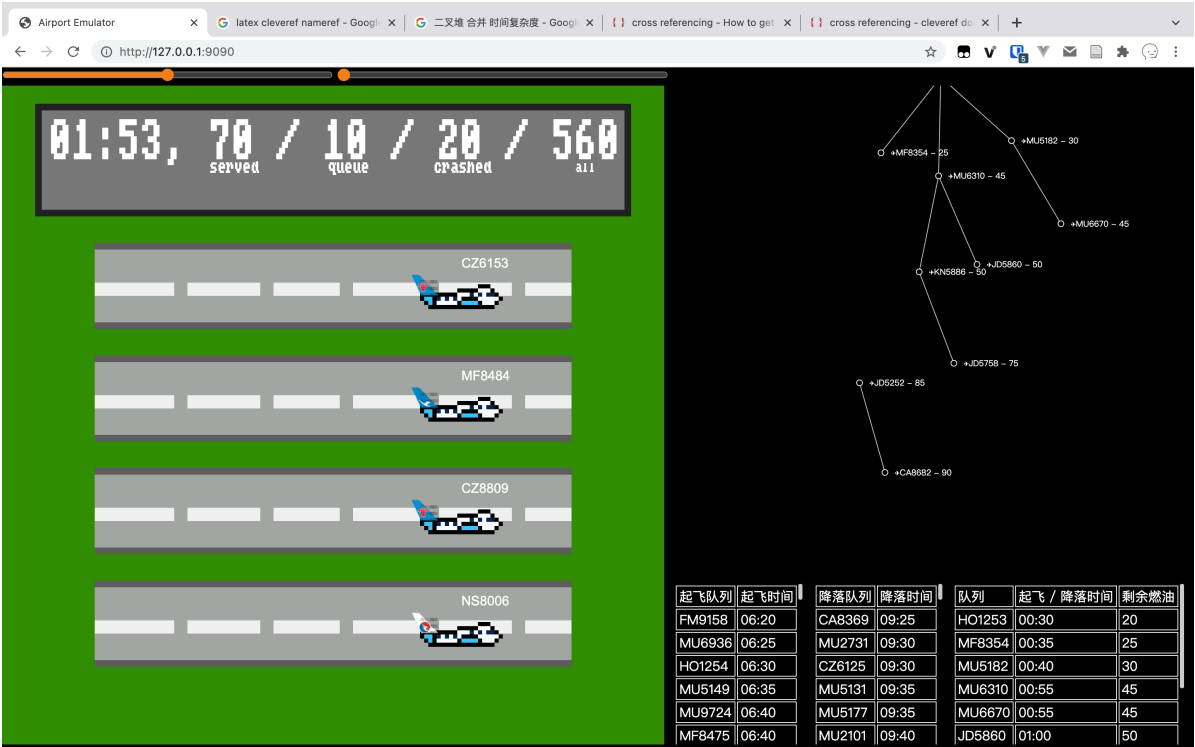 Airport Emulator
latex cleveref nameref - Googl
二叉堆 合并 时间复杂度 - Googl
cross referencing - How to get
cross referencing - cleveref do
http://127.0.0.1:9090
5
01:53, 70 / 10 / 20 / 560
served queue crashed all
CZ6153
MF8484
CZ8809
NS8006
✈MU5182 – 30
✈MF8354 – 25
✈MU6310 – 45
✈MU6670 – 45
✈JD5860 – 50
✈KN5886 – 50
✈JD5758 – 75
✈JD5252 – 85
✈CA8682 – 90
起飞队列 起飞时间
FM9158 06:20
MU6936 06:25
HO1254 06:30
MU5149 06:35
MU9724 06:40
MF8475 06:40
降落队列 降落时间
CA8369 09:25
MU2731 09:30
CZ6125 09:30
MU5131 09:35
MU5177 09:35
MU2101 09:40
队列 起飞 / 降落时间 剩余燃油
HO1253 00:30 20
MF8354 00:35 25
MU5182 00:40 30
MU6310 00:55 45
MU6670 00:55 45
JD5860 01:00 50